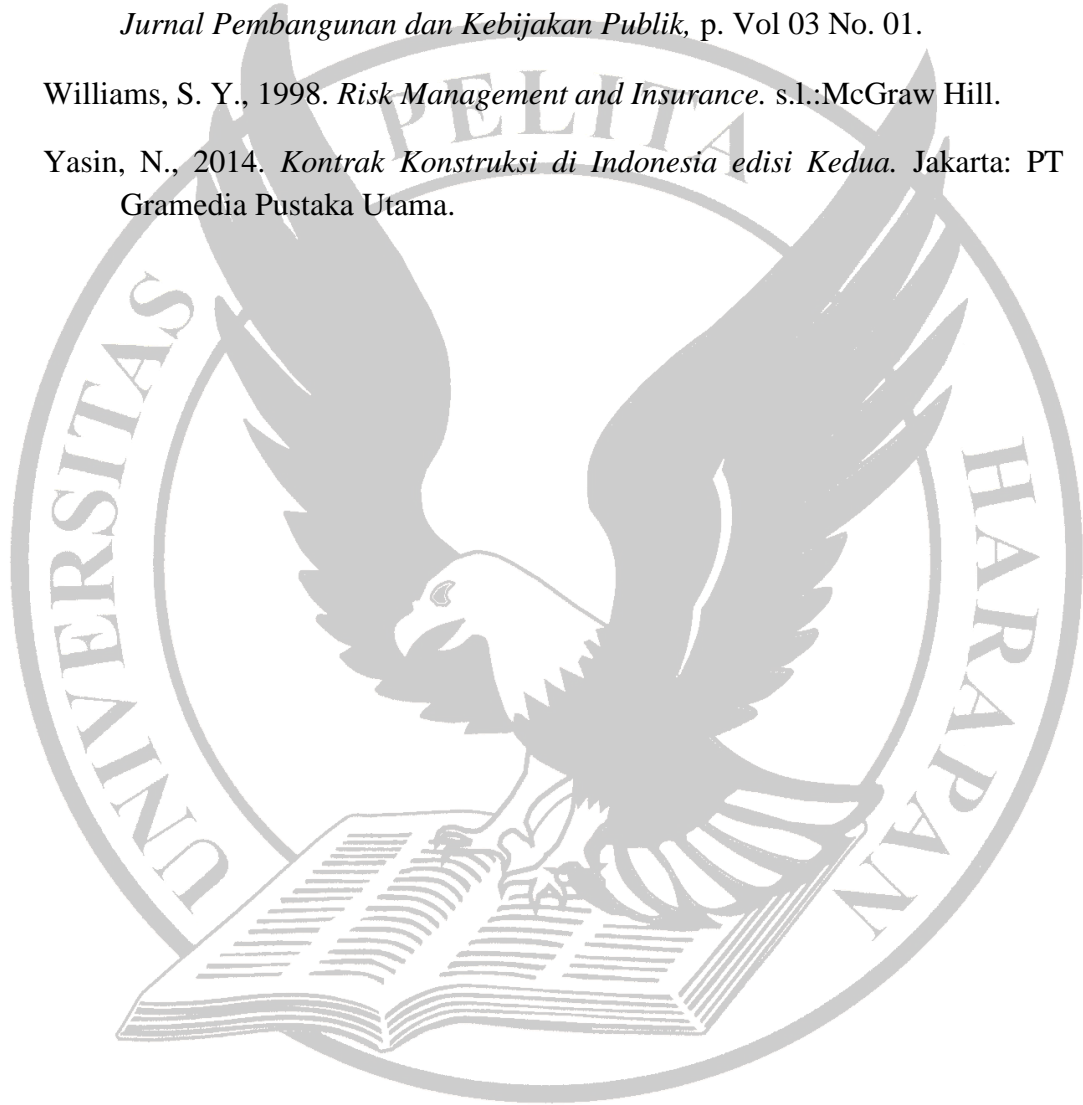 Jurnal Pembangunan dan Kebijakan Publik, p. Vol 03 No. 01.
Williams, S. Y., 1998. Risk Management and Insurance. s.l.:McGraw Hill.
Yasin, N., 2014. Kontrak Konstruksi di Indonesia edisi Kedua. Jakarta: PT
Gramedia Pustaka Utama.
UNIVERSITAS
PELITA
HARAPAN